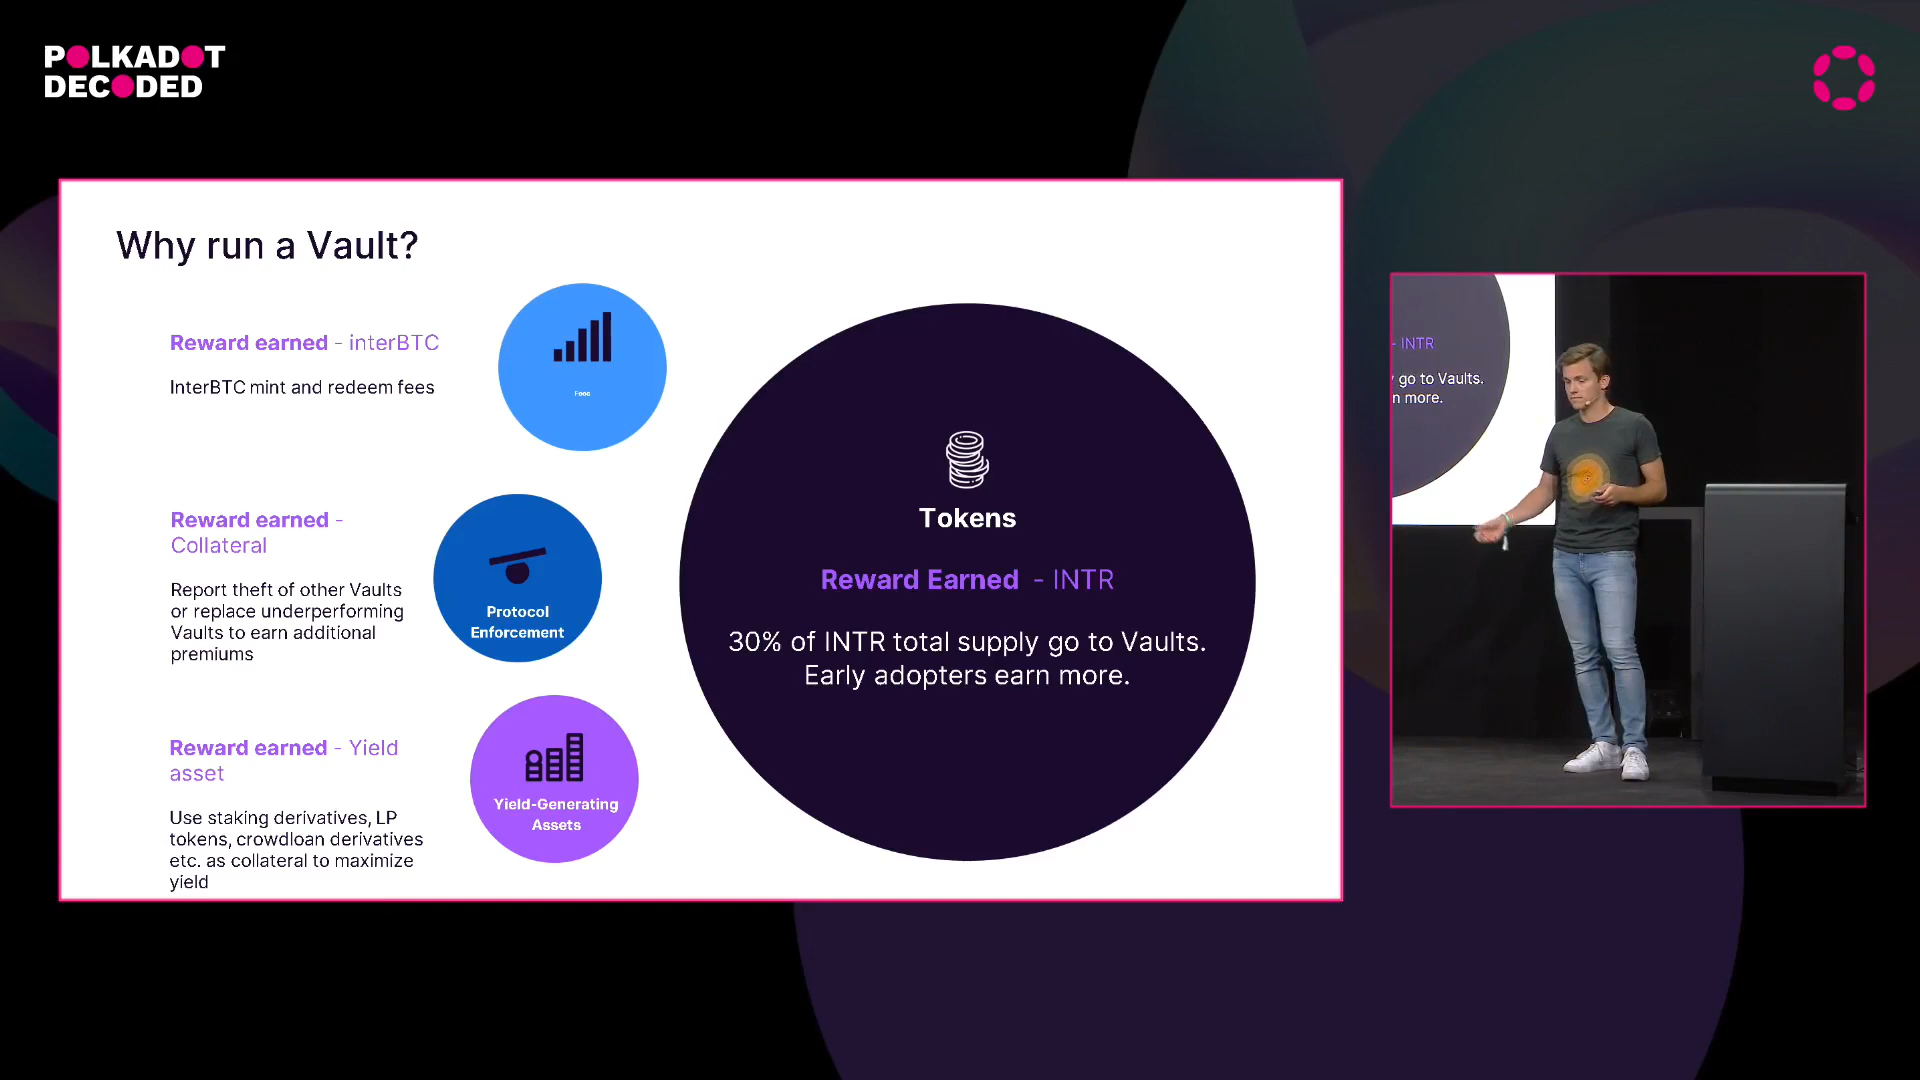 POLKADOT
DECODED
Why run a Vault?
Reward earned - interBTC
InterBTC mint and redeem fees
Fees
Reward earned -
Collateral
Report theft of other Vaults
or replace underperforming
Vaults to earn additional
premiums
Protocol
Enforcement
Reward earned - Yield
asset
Use staking derivatives, LP
tokens, crowdloan derivatives
etc. as collateral to maximize
yield
Yield-Generating
Assets
Tokens
Reward Earned - INTR
30% of INTR total supply go to Vaults.
Early adopters earn more.
- INTR
go to Vaults.
n more.